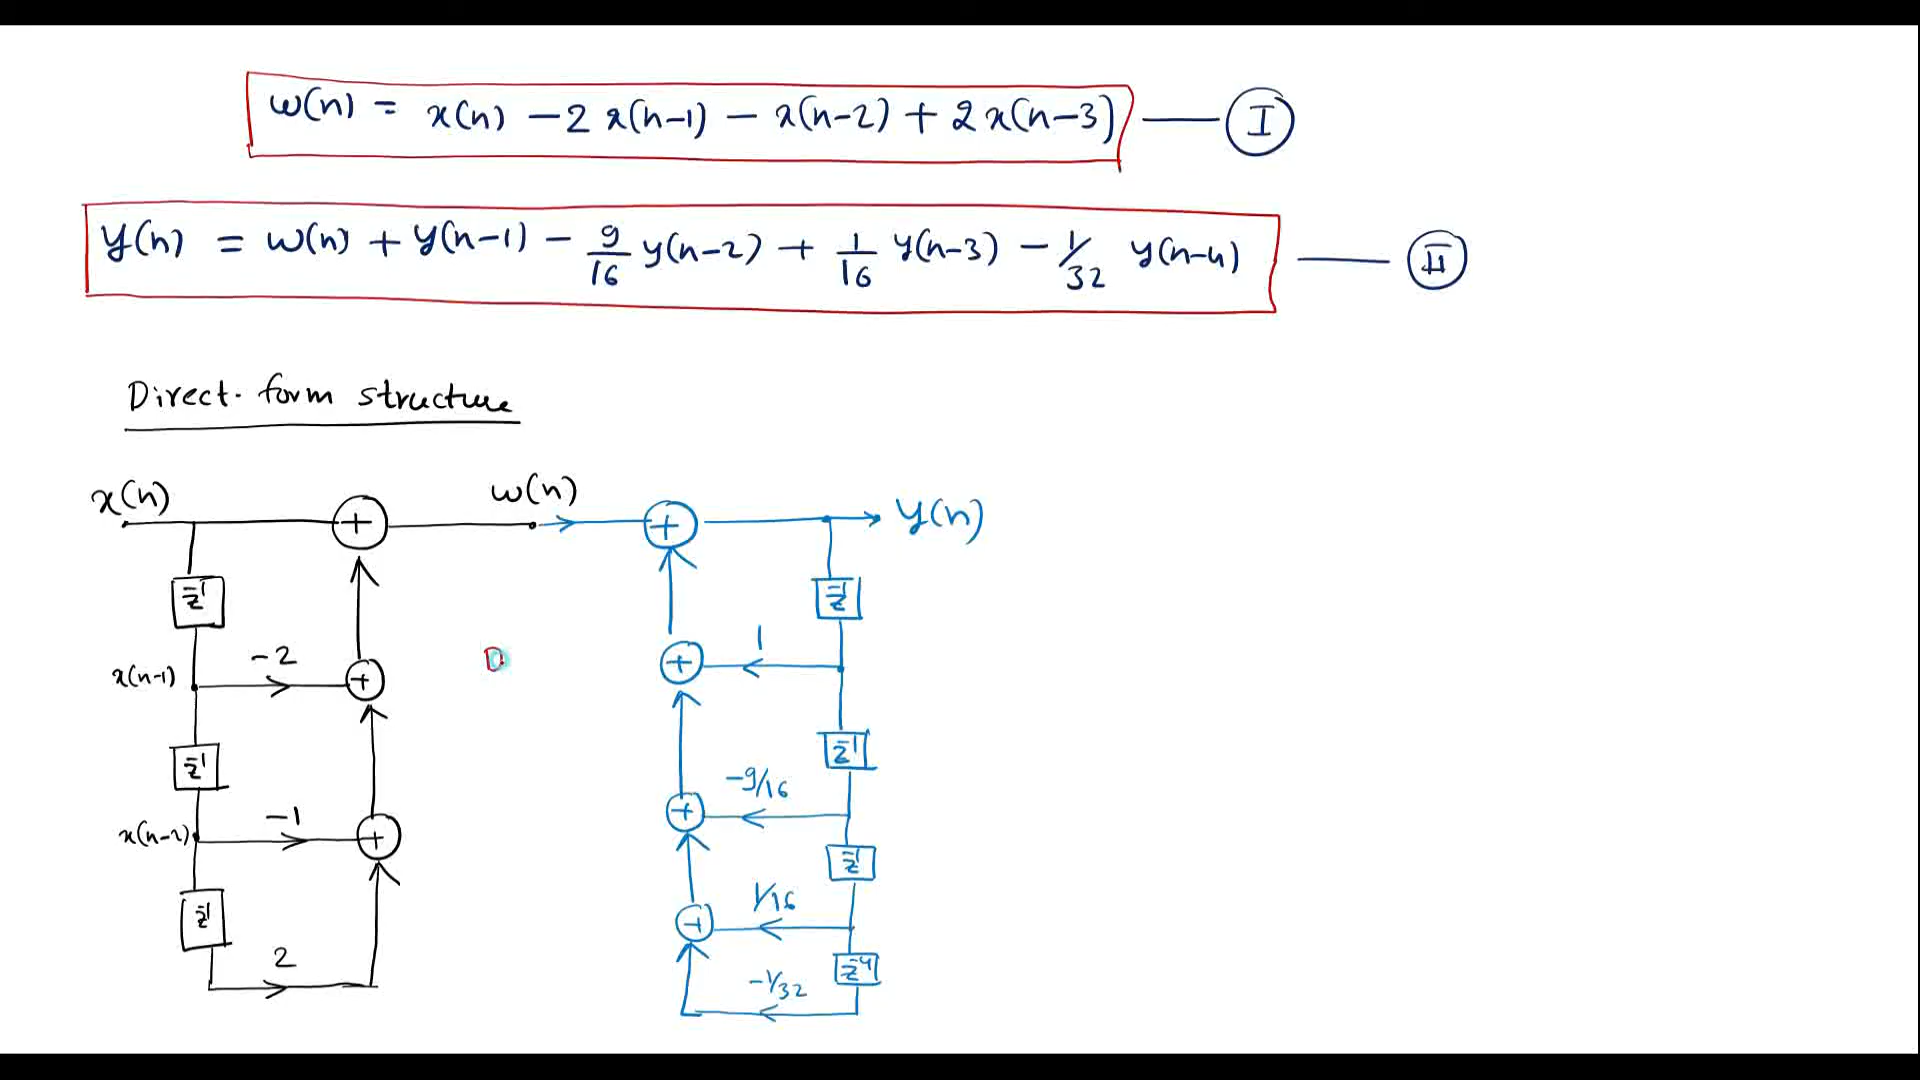 w(n) = x(n) - 2 x(n-1) - x(n-2) + 2 x(n-3) — I
y(n) = w(n) + y(n-1) - 9/16 y(n-2) + 1/16 y(n-3) - 1/32 y(n-4) — II
Direct. form structure
x(n) + w(n) + y(n)
z⁻¹ z⁻¹
x(n-1) -2 + D + 1
z⁻¹ z⁻¹
x(n-2) -1 + + -9/16
z⁻¹ z⁻¹
+ 1/16
2 -1/32 z⁻⁴